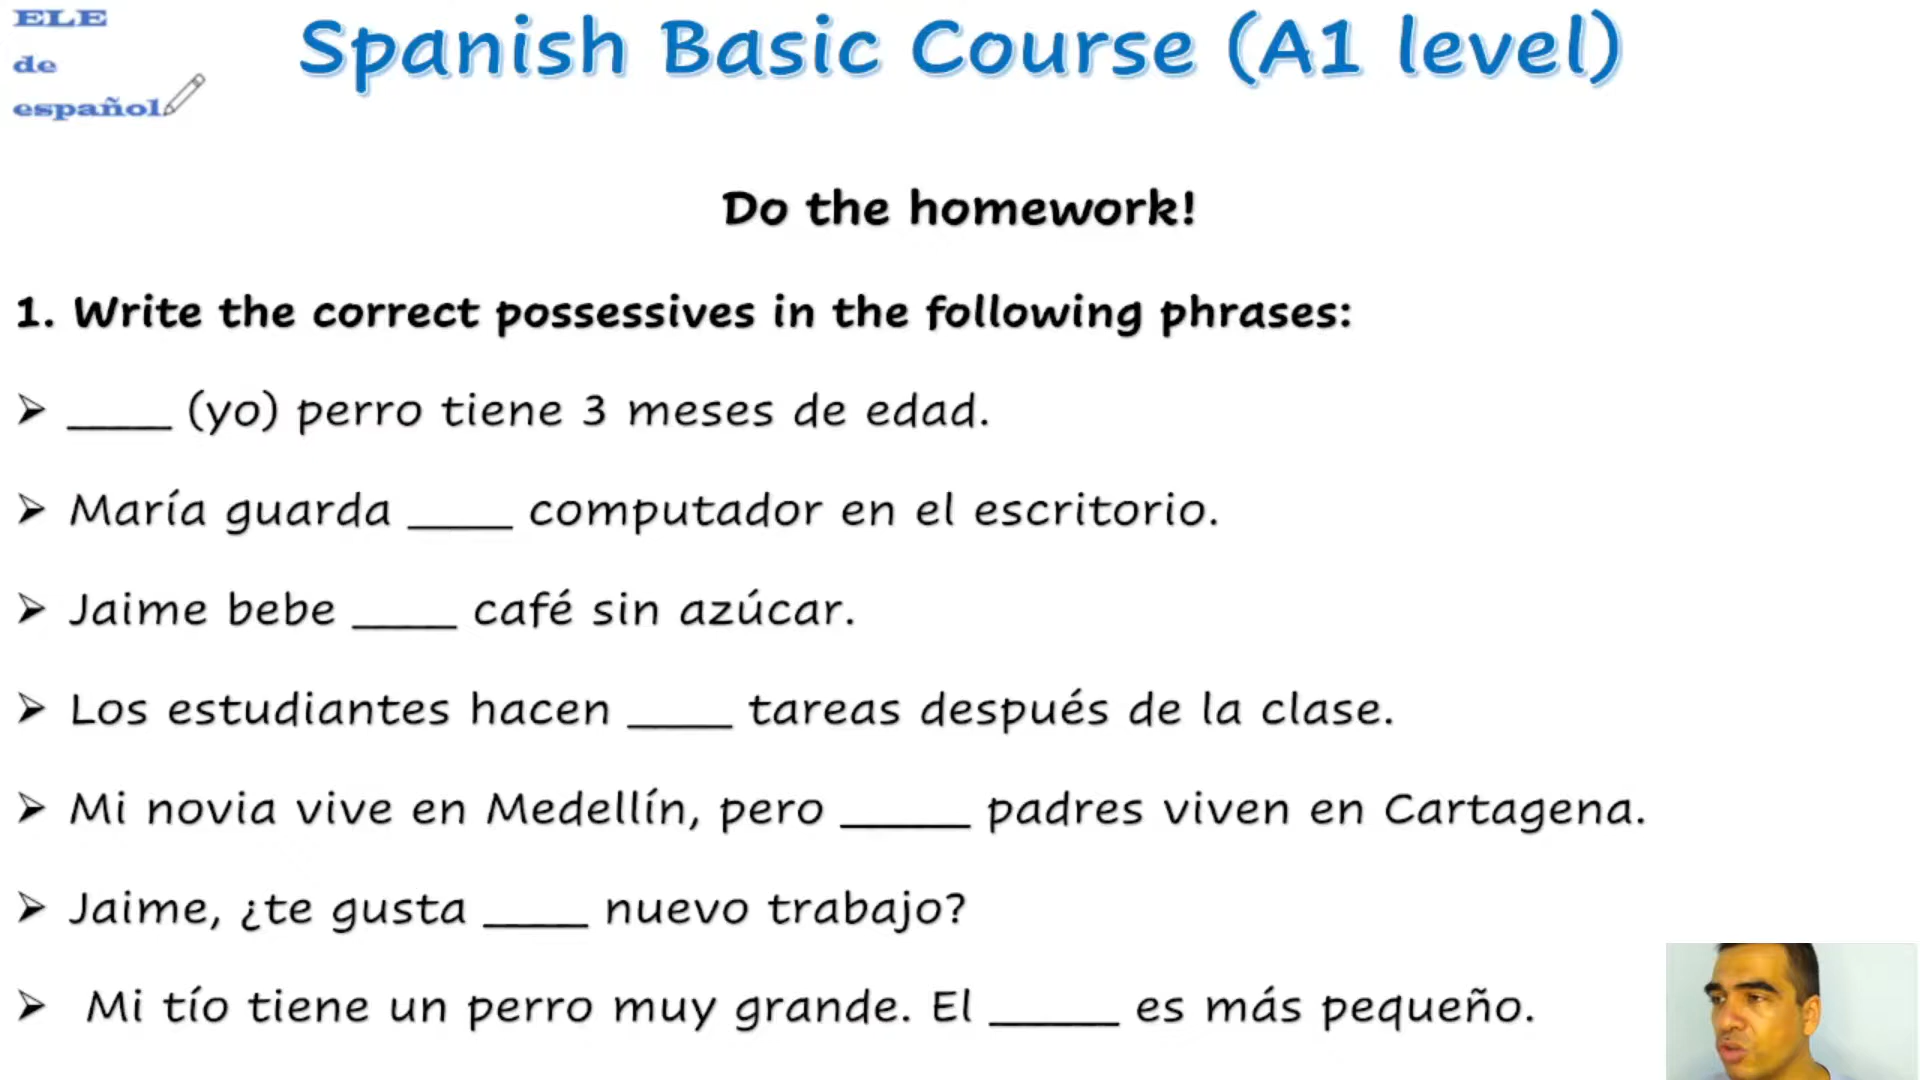 ELE
de
español
Spanish Basic Course (A1 level)
Do the homework!
1. Write the correct possessives in the following phrases:
➢ ____ (yo) perro tiene 3 meses de edad.
➢ María guarda ____ computador en el escritorio.
➢ Jaime bebe ____ café sin azúcar.
➢ Los estudiantes hacen ____ tareas después de la clase.
➢ Mi novia vive en Medellín, pero _____ padres viven en Cartagena.
➢ Jaime, ¿te gusta ____ nuevo trabajo?
➢ Mi tío tiene un perro muy grande. El _____ es más pequeño.